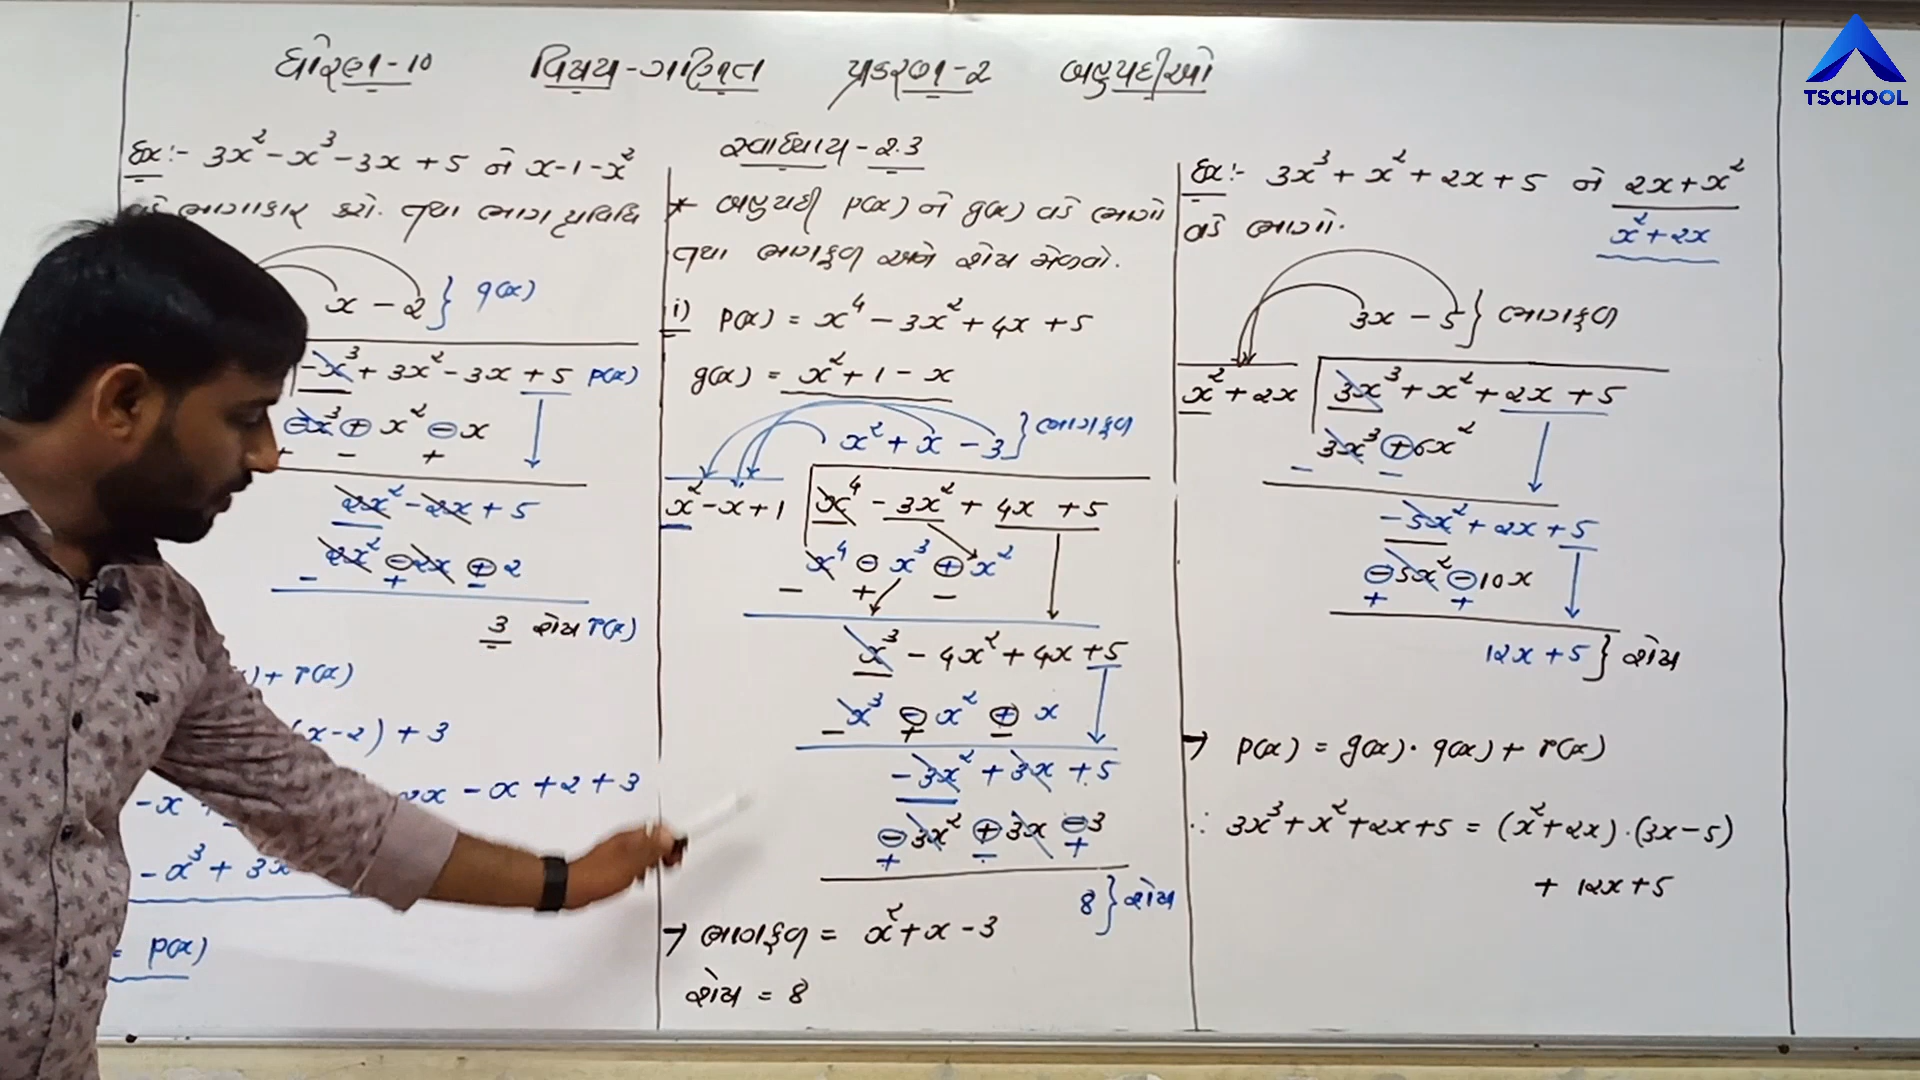 ધોરણ-10 વિષય-ગણિત પ્રકરણ-2 બહુપદીઓ
TSCHOOL
Ex:- 3x² - x³ - 3x + 5 ને x - 1 - x²
વડે ભાગાકાર કરો. તથા ભાગ પ્રવિધિ
x - 2 } q(x)
-x³ + 3x² - 3x + 5 p(x)
⊖x³ ⊕ x² ⊖ x
+ - +
2x² - 2x + 5
2x² ⊖ 2x ⊕ 2
- + -
3 શેષ r(x)
) + r(x)
(x-2) + 3
2x - x + 2 + 3
-x³ + 3x
= p(x)
સ્વાધ્યાય - 2.3
* બહુપદી p(x) ને g(x) વડે ભાગો
તથા ભાગફળ અને શેષ મેળવો.
i) p(x) = x⁴ - 3x² + 4x + 5
g(x) = x² + 1 - x
x² + x - 3 } ભાગફળ
x² - x + 1 x⁴ - 3x² + 4x + 5
x⁴ ⊖ x³ ⊕ x²
- + -
x³ - 4x² + 4x + 5
x³ ⊖ x² ⊕ x
- + -
-3x² + 3x + 5
⊖ 3x² ⊕ 3x ⊖ 3
+ - +
8 } શેષ
→ ભાગફળ = x² + x - 3
શેષ = 8
Ex:- 3x³ + x² + 2x + 5 ને 2x + x²
વડે ભાગો. x² + 2x
3x - 5 } ભાગફળ
x² + 2x 3x³ + x² + 2x + 5
3x³ ⊕ 6x²
- -
-5x² + 2x + 5
⊖5x² ⊖ 10x
+ +
12x + 5 } શેષ
→ p(x) = g(x) · q(x) + r(x)
∴ 3x³ + x² + 2x + 5 = (x² + 2x) · (3x - 5)
+ 12x + 5